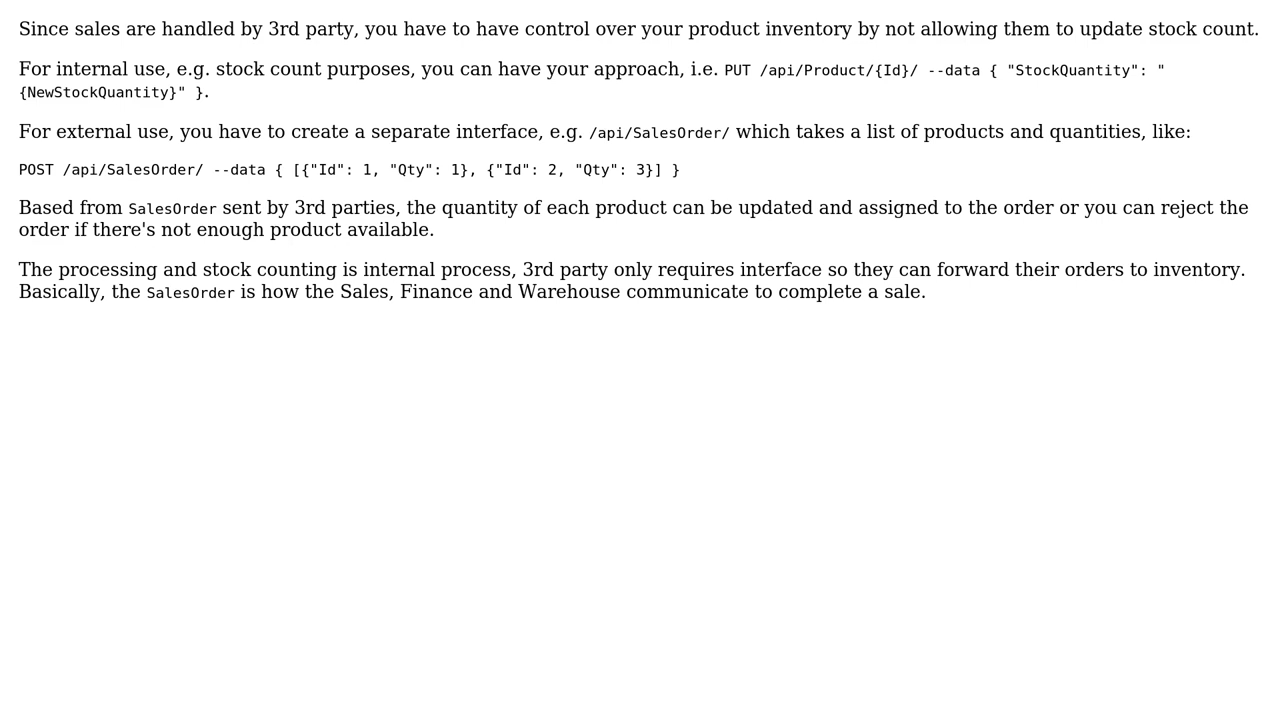 Since sales are handled by 3rd party, you have to have control over your product inventory by not allowing them to update stock count.
For internal use, e.g. stock count purposes, you can have your approach, i.e. PUT /api/Product/{Id}/ --data { "StockQuantity": "
{NewStockQuantity}" }.
For external use, you have to create a separate interface, e.g. /api/SalesOrder/ which takes a list of products and quantities, like:
POST /api/SalesOrder/ --data { [{"Id": 1, "Qty": 1}, {"Id": 2, "Qty": 3}] }
Based from SalesOrder sent by 3rd parties, the quantity of each product can be updated and assigned to the order or you can reject the
order if there's not enough product available.
The processing and stock counting is internal process, 3rd party only requires interface so they can forward their orders to inventory.
Basically, the SalesOrder is how the Sales, Finance and Warehouse communicate to complete a sale.